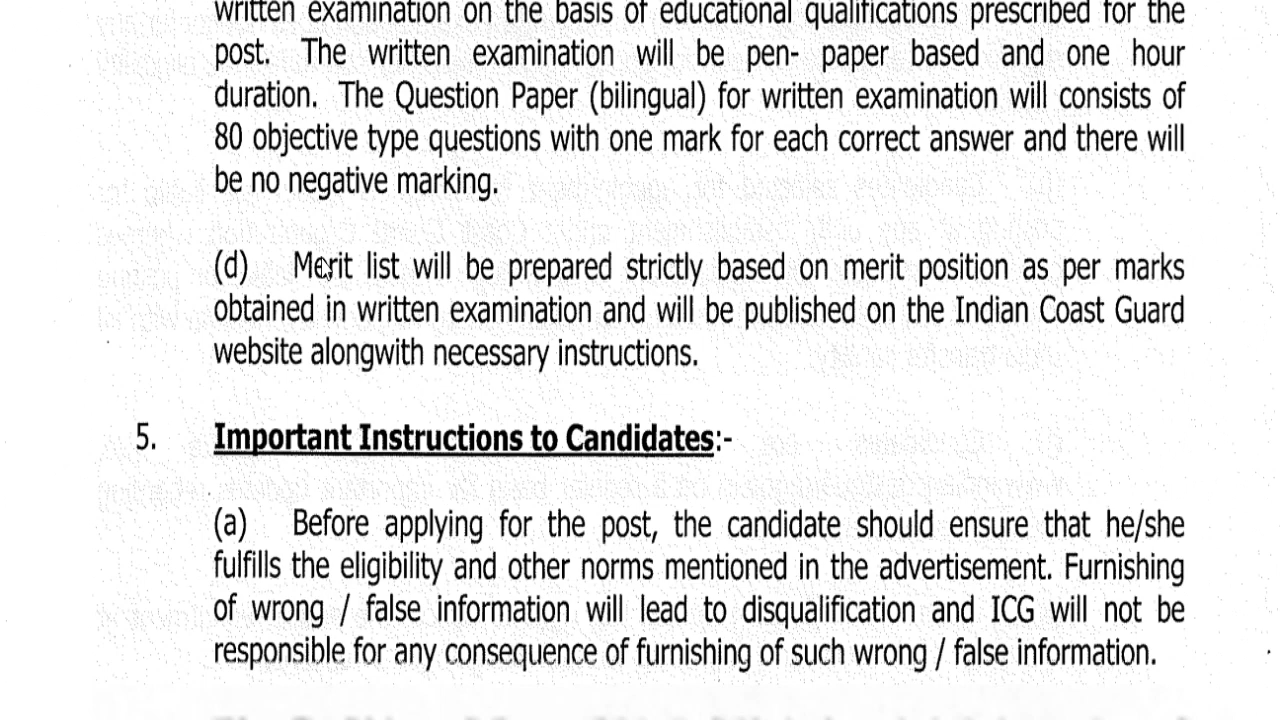 written examination on the basis of educational qualifications prescribed for the
post. The written examination will be pen- paper based and one hour
duration. The Question Paper (bilingual) for written examination will consists of
80 objective type questions with one mark for each correct answer and there will
be no negative marking.
(d) Merit list will be prepared strictly based on merit position as per marks
obtained in written examination and will be published on the Indian Coast Guard
website alongwith necessary instructions.
5. Important Instructions to Candidates:-
(a) Before applying for the post, the candidate should ensure that he/she
fulfills the eligibility and other norms mentioned in the advertisement. Furnishing
of wrong / false information will lead to disqualification and ICG will not be
responsible for any consequence of furnishing of such wrong / false information.